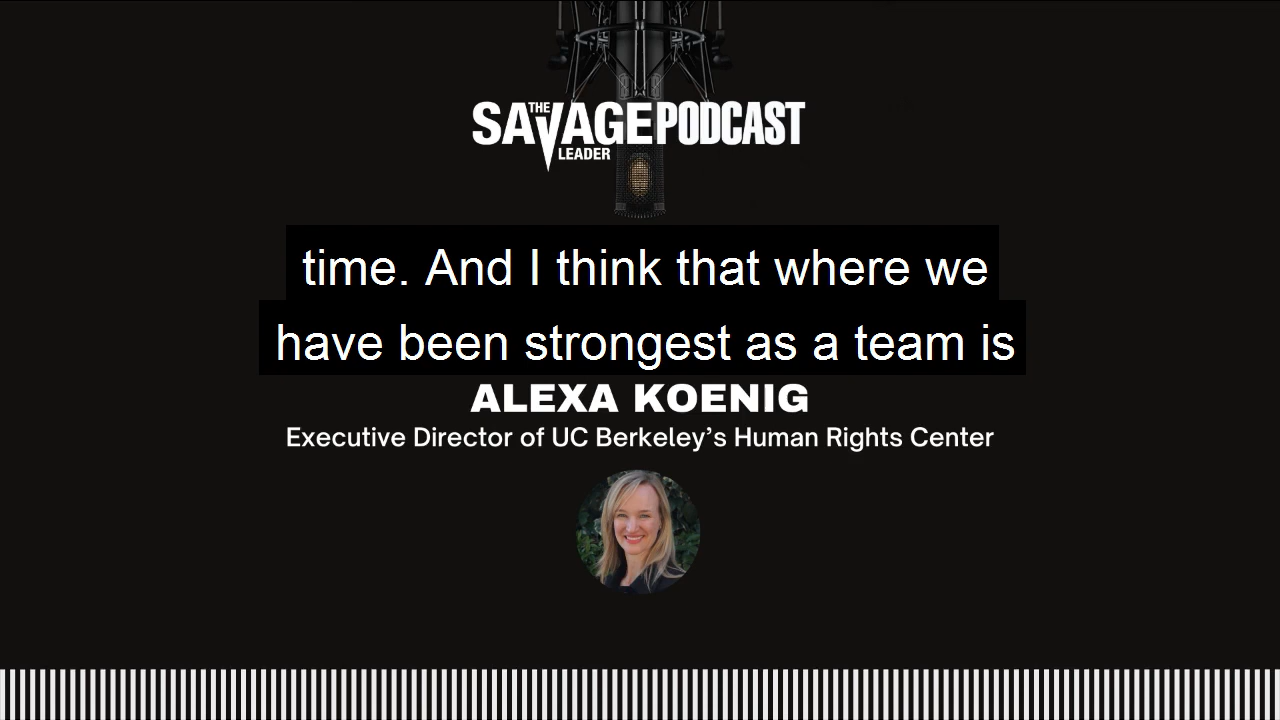 THE SAVAGE LEADER PODCAST
time. And I think that where we
have been strongest as a team is
ALEXA KOENIG
Executive Director of UC Berkeley’s Human Rights Center